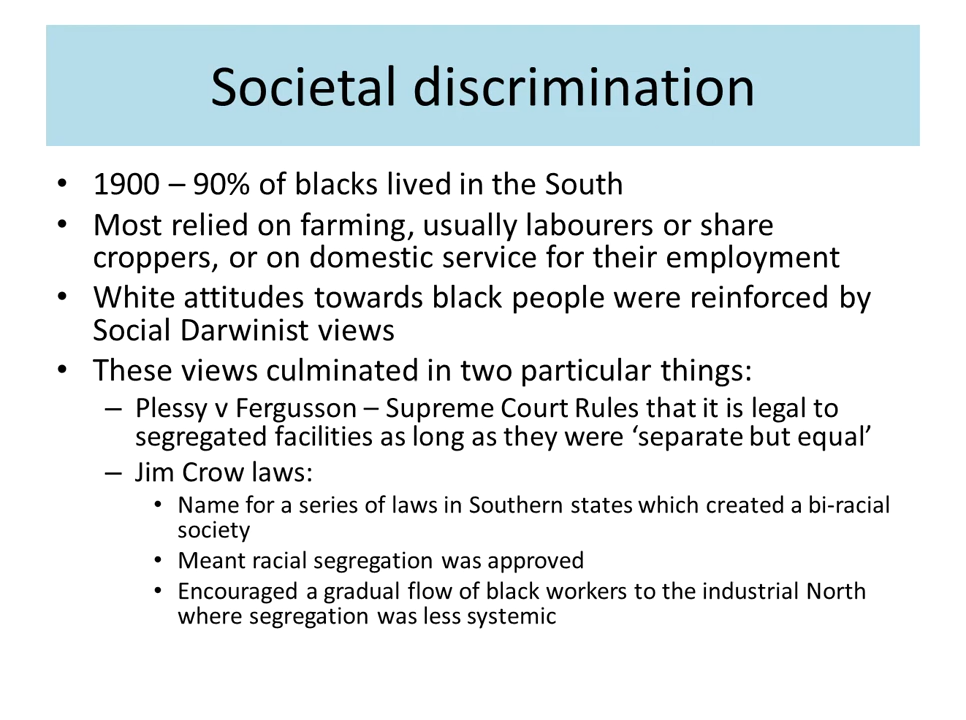 Societal discrimination
• 1900 – 90% of blacks lived in the South
• Most relied on farming, usually labourers or share
croppers, or on domestic service for their employment
• White attitudes towards black people were reinforced by
Social Darwinist views
• These views culminated in two particular things:
– Plessy v Fergusson – Supreme Court Rules that it is legal to
segregated facilities as long as they were ‘separate but equal’
– Jim Crow laws:
• Name for a series of laws in Southern states which created a bi-racial
society
• Meant racial segregation was approved
• Encouraged a gradual flow of black workers to the industrial North
where segregation was less systemic